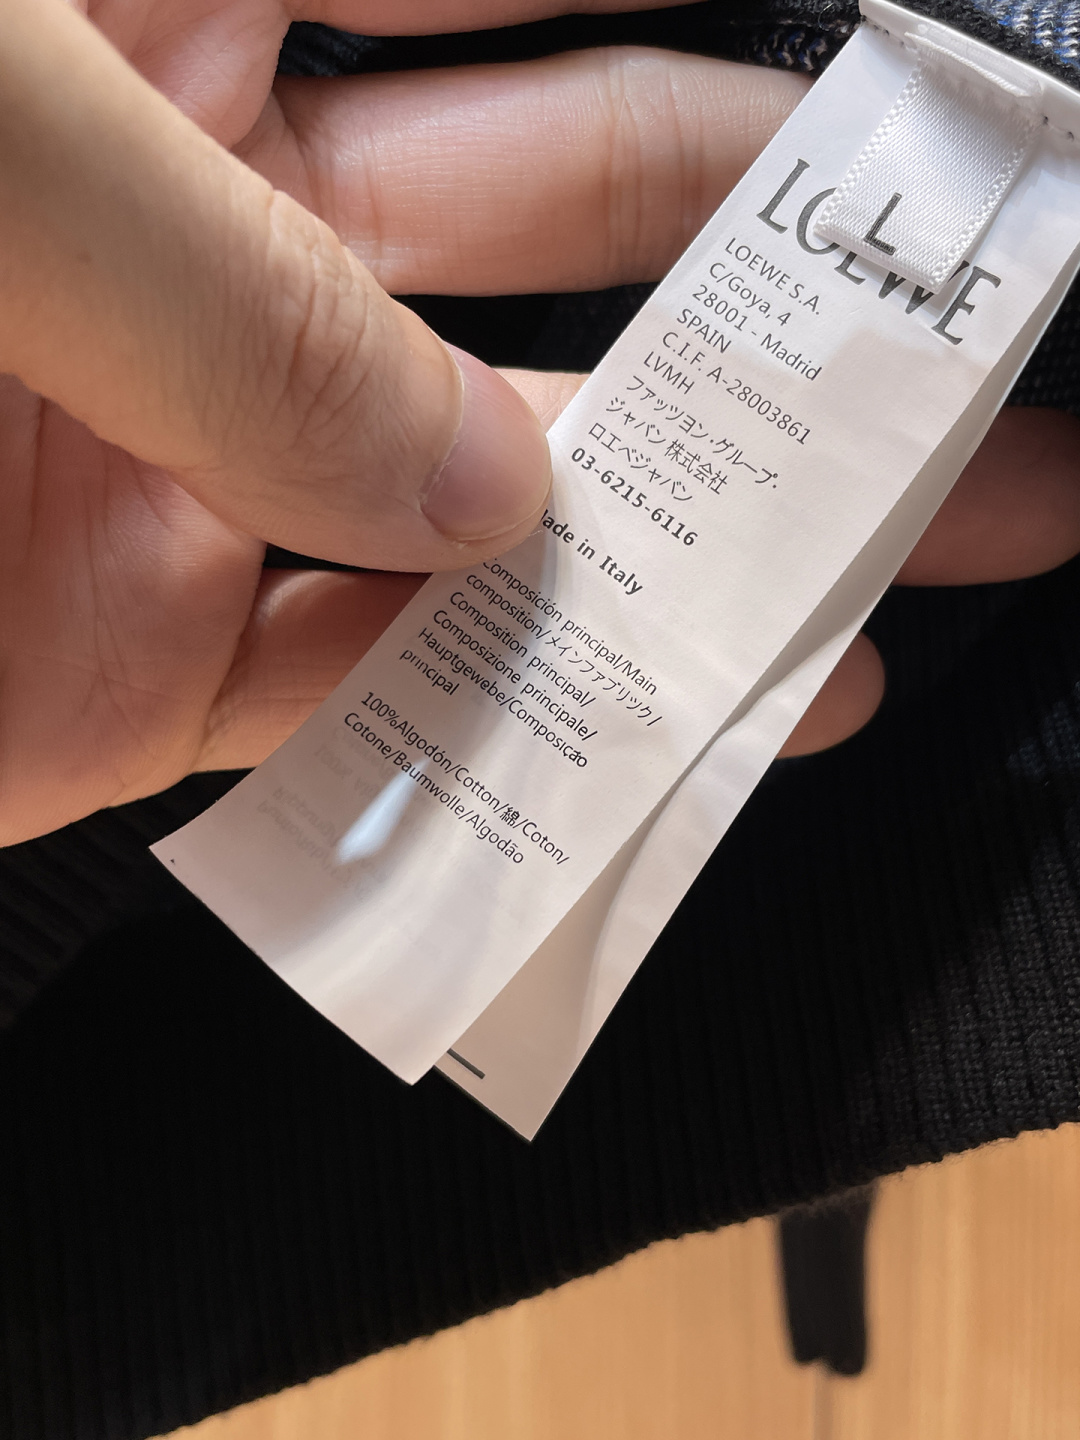 L
LOEWE
LOEWE S.A.
C/Goya, 4
28001 - Madrid
SPAIN
C.I.F. A-28003861
LVMH
ファッツヨン・グループ・
ジャパン株式会社
ロエベジャパン
03-6215-6116
in Italy
Composición principal/Main
composition/メインファブリック/
Composition principal/
Composizione principale/
Hauptgewebe/Composição
principal
100%Algodón/Cotton/綿/Coton/
Cotone/Baumwolle/Algodão